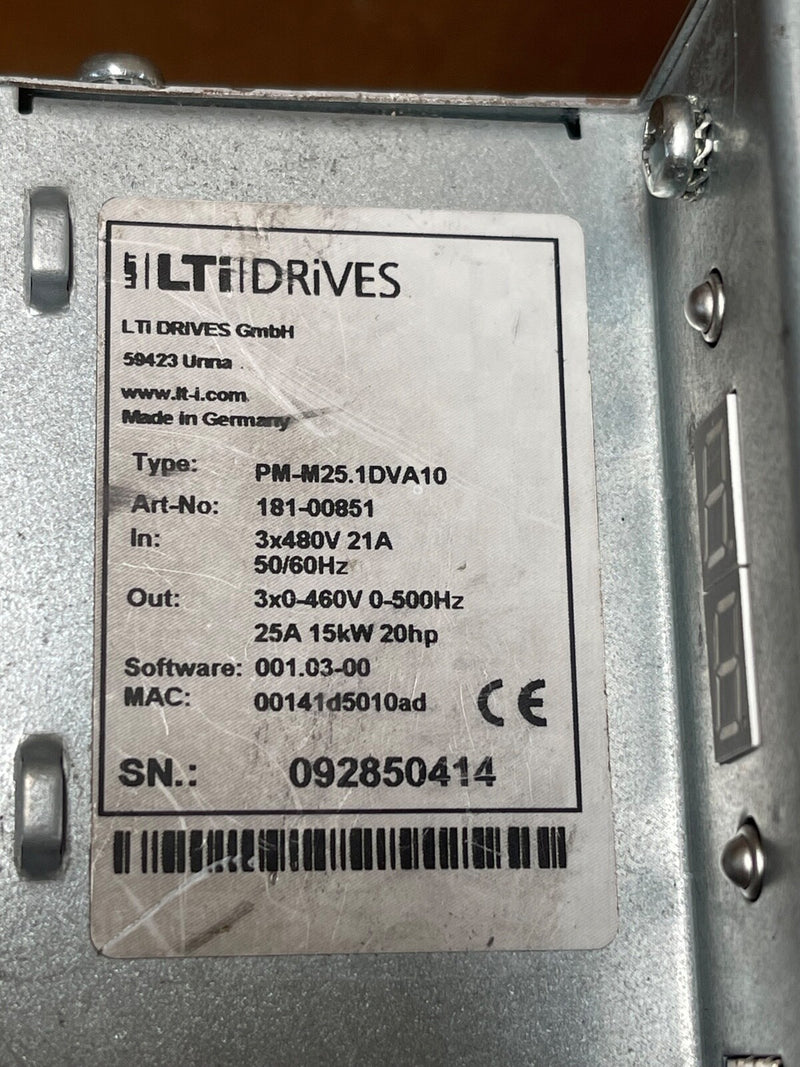 LTi DRiVES
LTi DRIVES GmbH
59423 Unna
www.lt-i.com
Made in Germany
Type: PM-M25.1DVA10
Art-No: 181-00851
In: 3x480V 21A
50/60Hz
Out: 3x0-460V 0-500Hz
25A 15kW 20hp
Software: 001.03-00
MAC: 00141d5010ad
CE
SN.: 092850414